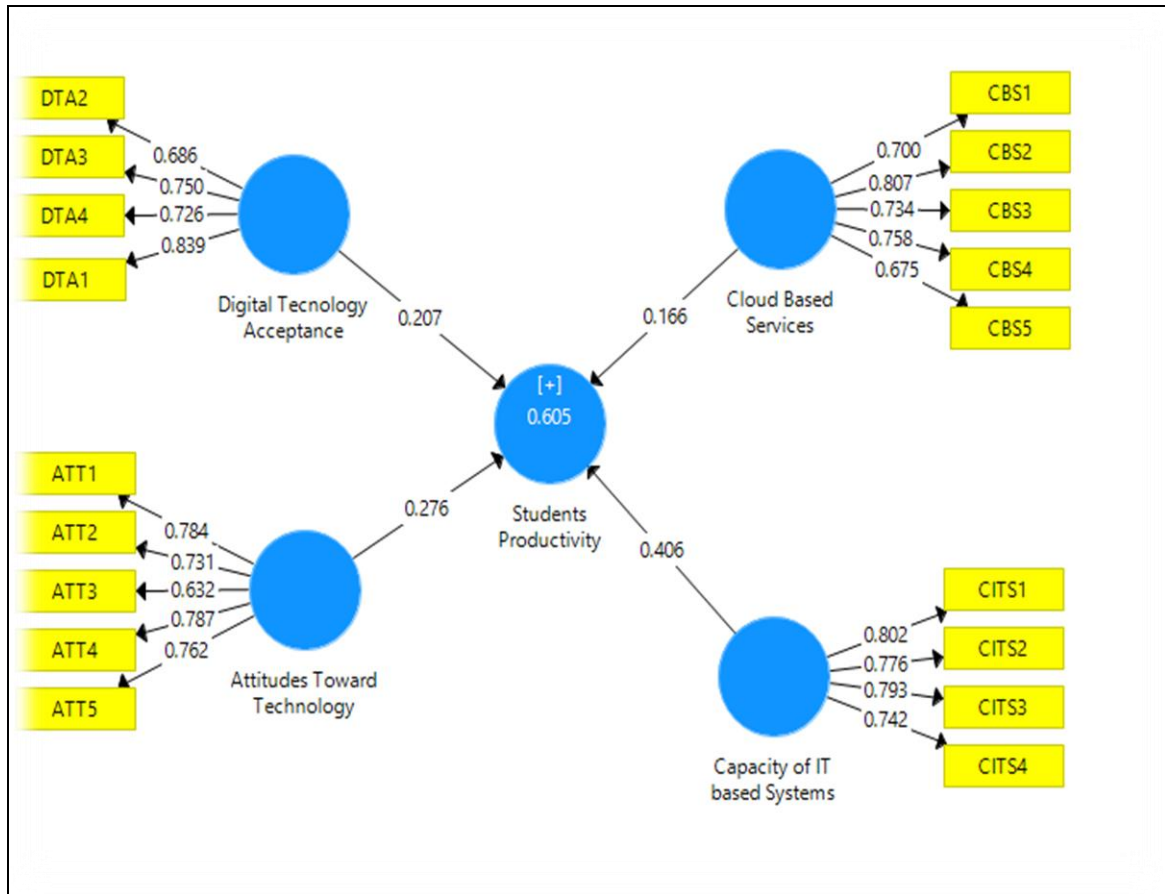 DTA2
DTA3
DTA4
DTA1
0.686
0.750
0.726
0.839
Digital Tecnology
Acceptance
0.207
CBS1
CBS2
CBS3
CBS4
CBS5
0.700
0.807
0.734
0.758
0.675
Cloud Based
Services
0.166
[+]
0.605
Students
Productivity
ATT1
ATT2
ATT3
ATT4
ATT5
0.784
0.731
0.632
0.787
0.762
Attitudes Toward
Technology
0.276
0.406
CITS1
CITS2
CITS3
CITS4
0.802
0.776
0.793
0.742
Capacity of IT
based Systems